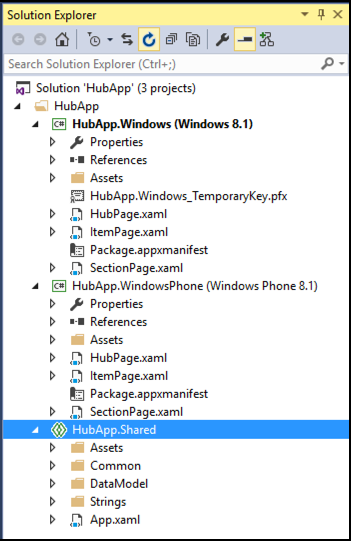 Solution Explorer
Search Solution Explorer (Ctrl+;)
Solution 'HubApp' (3 projects)
HubApp
C# HubApp.Windows (Windows 8.1)
Properties
References
Assets
HubApp.Windows_TemporaryKey.pfx
HubPage.xaml
ItemPage.xaml
Package.appxmanifest
SectionPage.xaml
C# HubApp.WindowsPhone (Windows Phone 8.1)
Properties
References
Assets
HubPage.xaml
ItemPage.xaml
Package.appxmanifest
SectionPage.xaml
HubApp.Shared
Assets
Common
DataModel
Strings
App.xaml